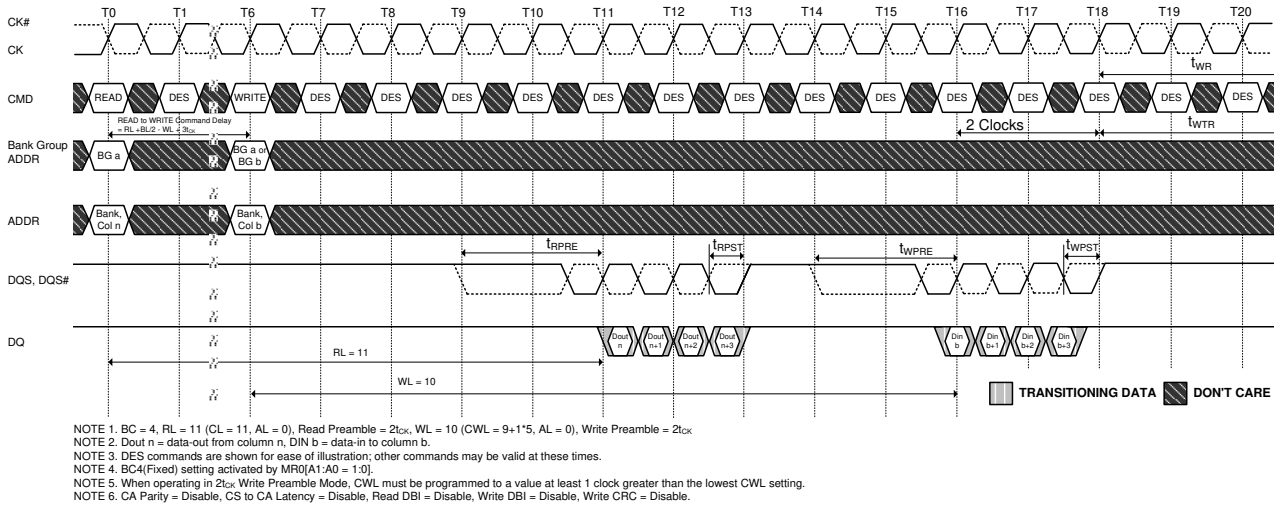 CK#
CK
T0 T1 T6 T7 T8 T9 T10 T11 T12 T13 T14 T15 T16 T17 T18 T19 T20
tWR
CMD
READ DES WRITE DES DES DES DES DES DES DES DES DES DES DES DES DES DES
READ to WRITE Command Delay
= RL +BL/2 - WL + 3tCK
2 Clocks
tWTR
Bank Group
ADDR
BG a
BG a or
BG b
ADDR
Bank,
Col n
Bank,
Col b
tRPRE
tRPST
tWPRE
tWPST
DQS, DQS#
DQ
Dout
n
Dout
n+1
Dout
n+2
Dout
n+3
Din
b
Din
b+1
Din
b+2
Din
b+3
RL = 11
WL = 10
TRANSITIONING DATA
DON'T CARE
NOTE 1. BC = 4, RL = 11 (CL = 11, AL = 0), Read Preamble = 2tCK, WL = 10 (CWL = 9+1*5, AL = 0), Write Preamble = 2tCK
NOTE 2. Dout n = data-out from column n, DIN b = data-in to column b.
NOTE 3. DES commands are shown for ease of illustration; other commands may be valid at these times.
NOTE 4. BC4(Fixed) setting activated by MR0[A1:A0 = 1:0].
NOTE 5. When operating in 2tCK Write Preamble Mode, CWL must be programmed to a value at least 1 clock greater than the lowest CWL setting.
NOTE 6. CA Parity = Disable, CS to CA Latency = Disable, Read DBI = Disable, Write DBI = Disable, Write CRC = Disable.